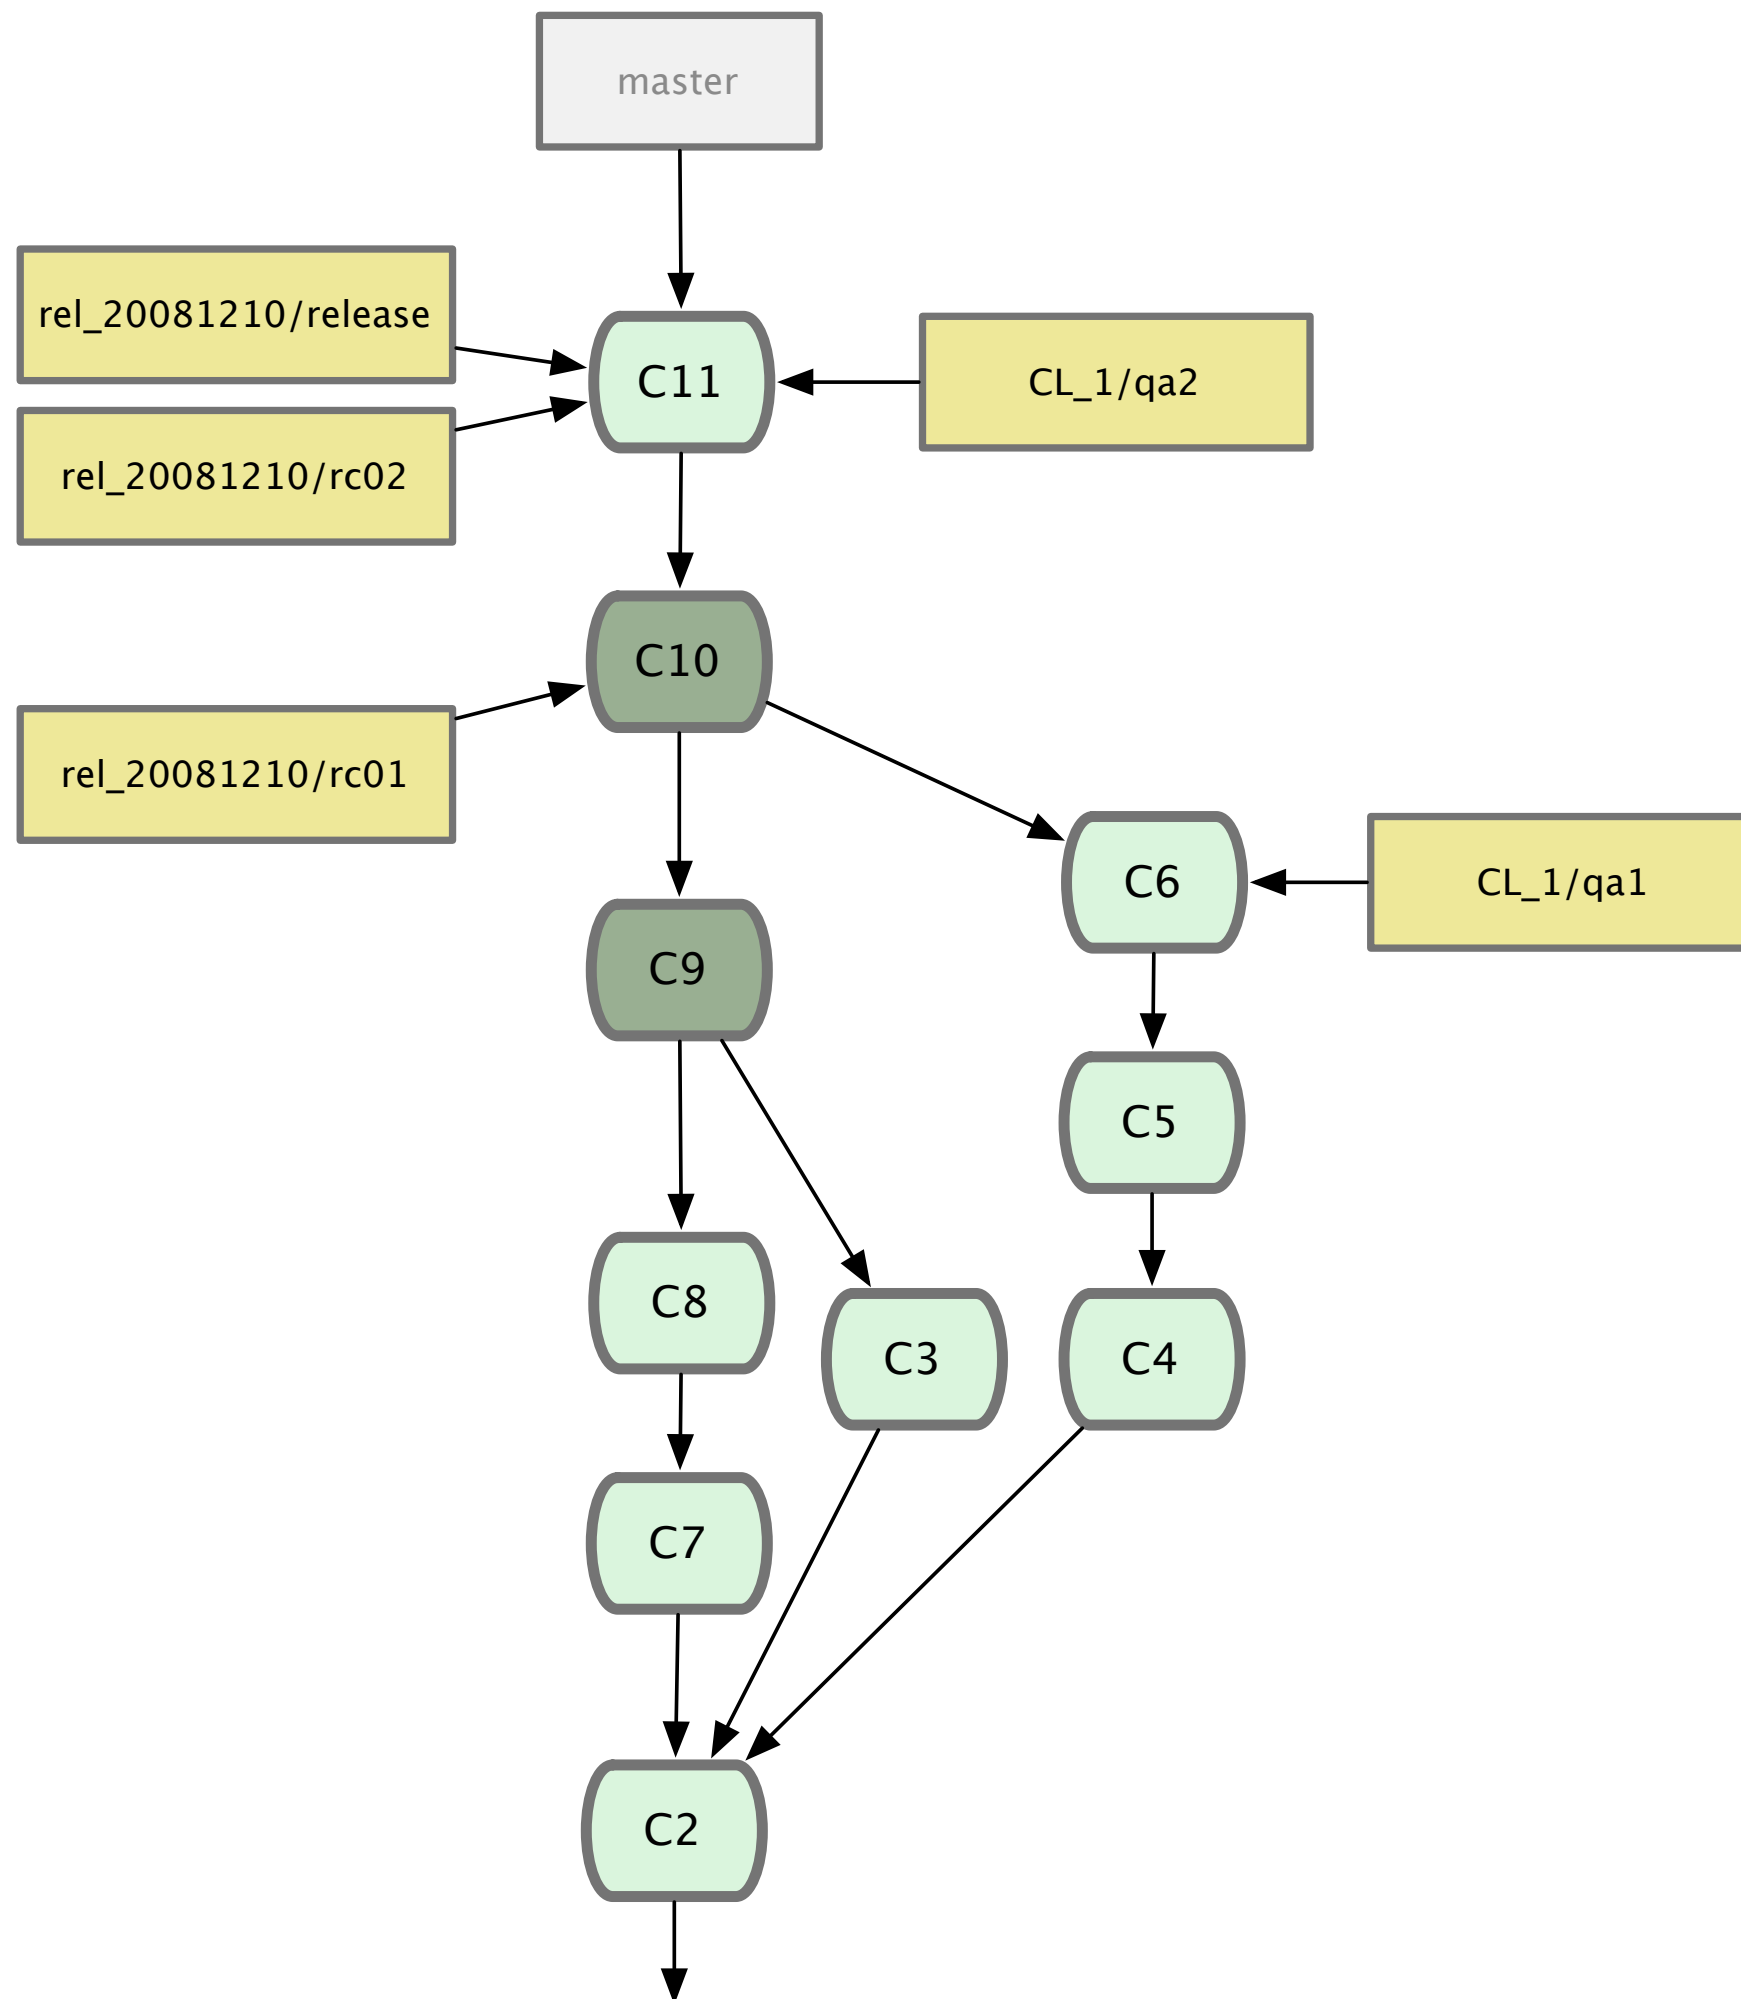 master
rel_20081210/release
C11
CL_1/qa2
rel_20081210/rc02
C10
rel_20081210/rc01
C6
CL_1/qa1
C9
C5
C8
C3
C4
C7
C2